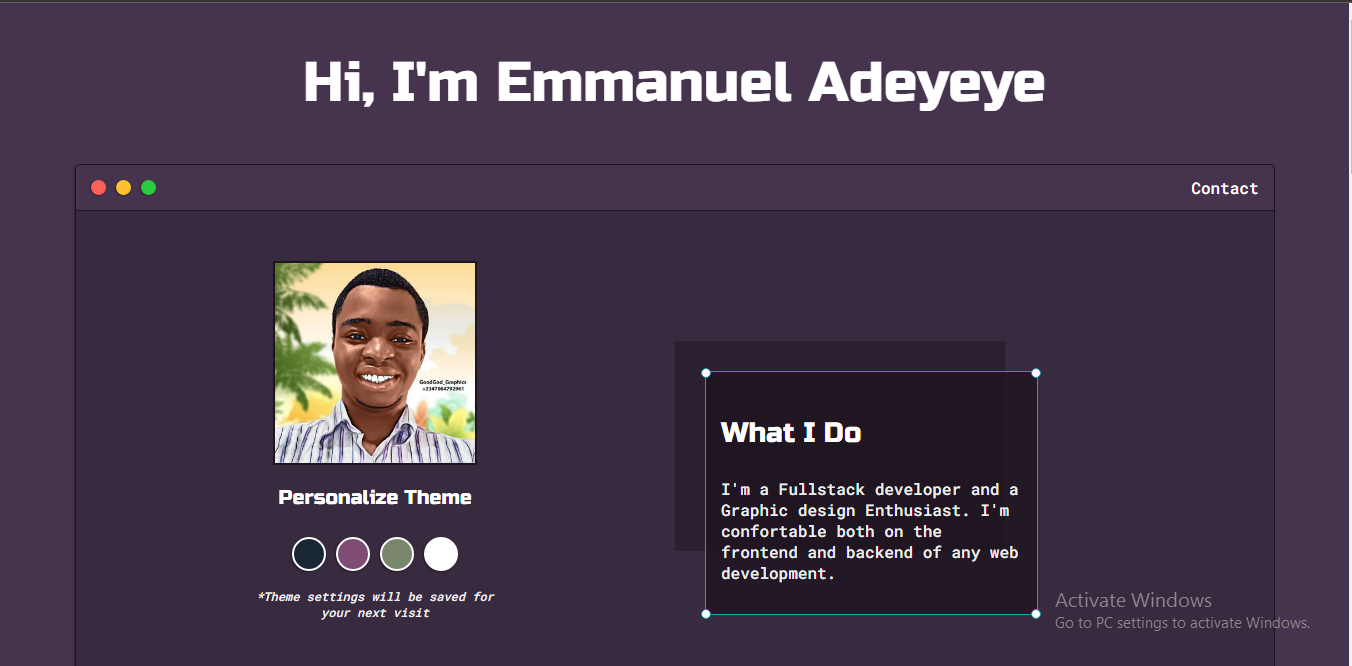 Hi, I'm Emmanuel Adeyeye
Contact
GoodGod_Graphics
+2347064792961
Personalize Theme
*Theme settings will be saved for
your next visit
What I Do
I'm a Fullstack developer and a
Graphic design Enthusiast. I'm
confortable both on the
frontend and backend of any web
development.
Activate Windows
Go to PC settings to activate Windows.